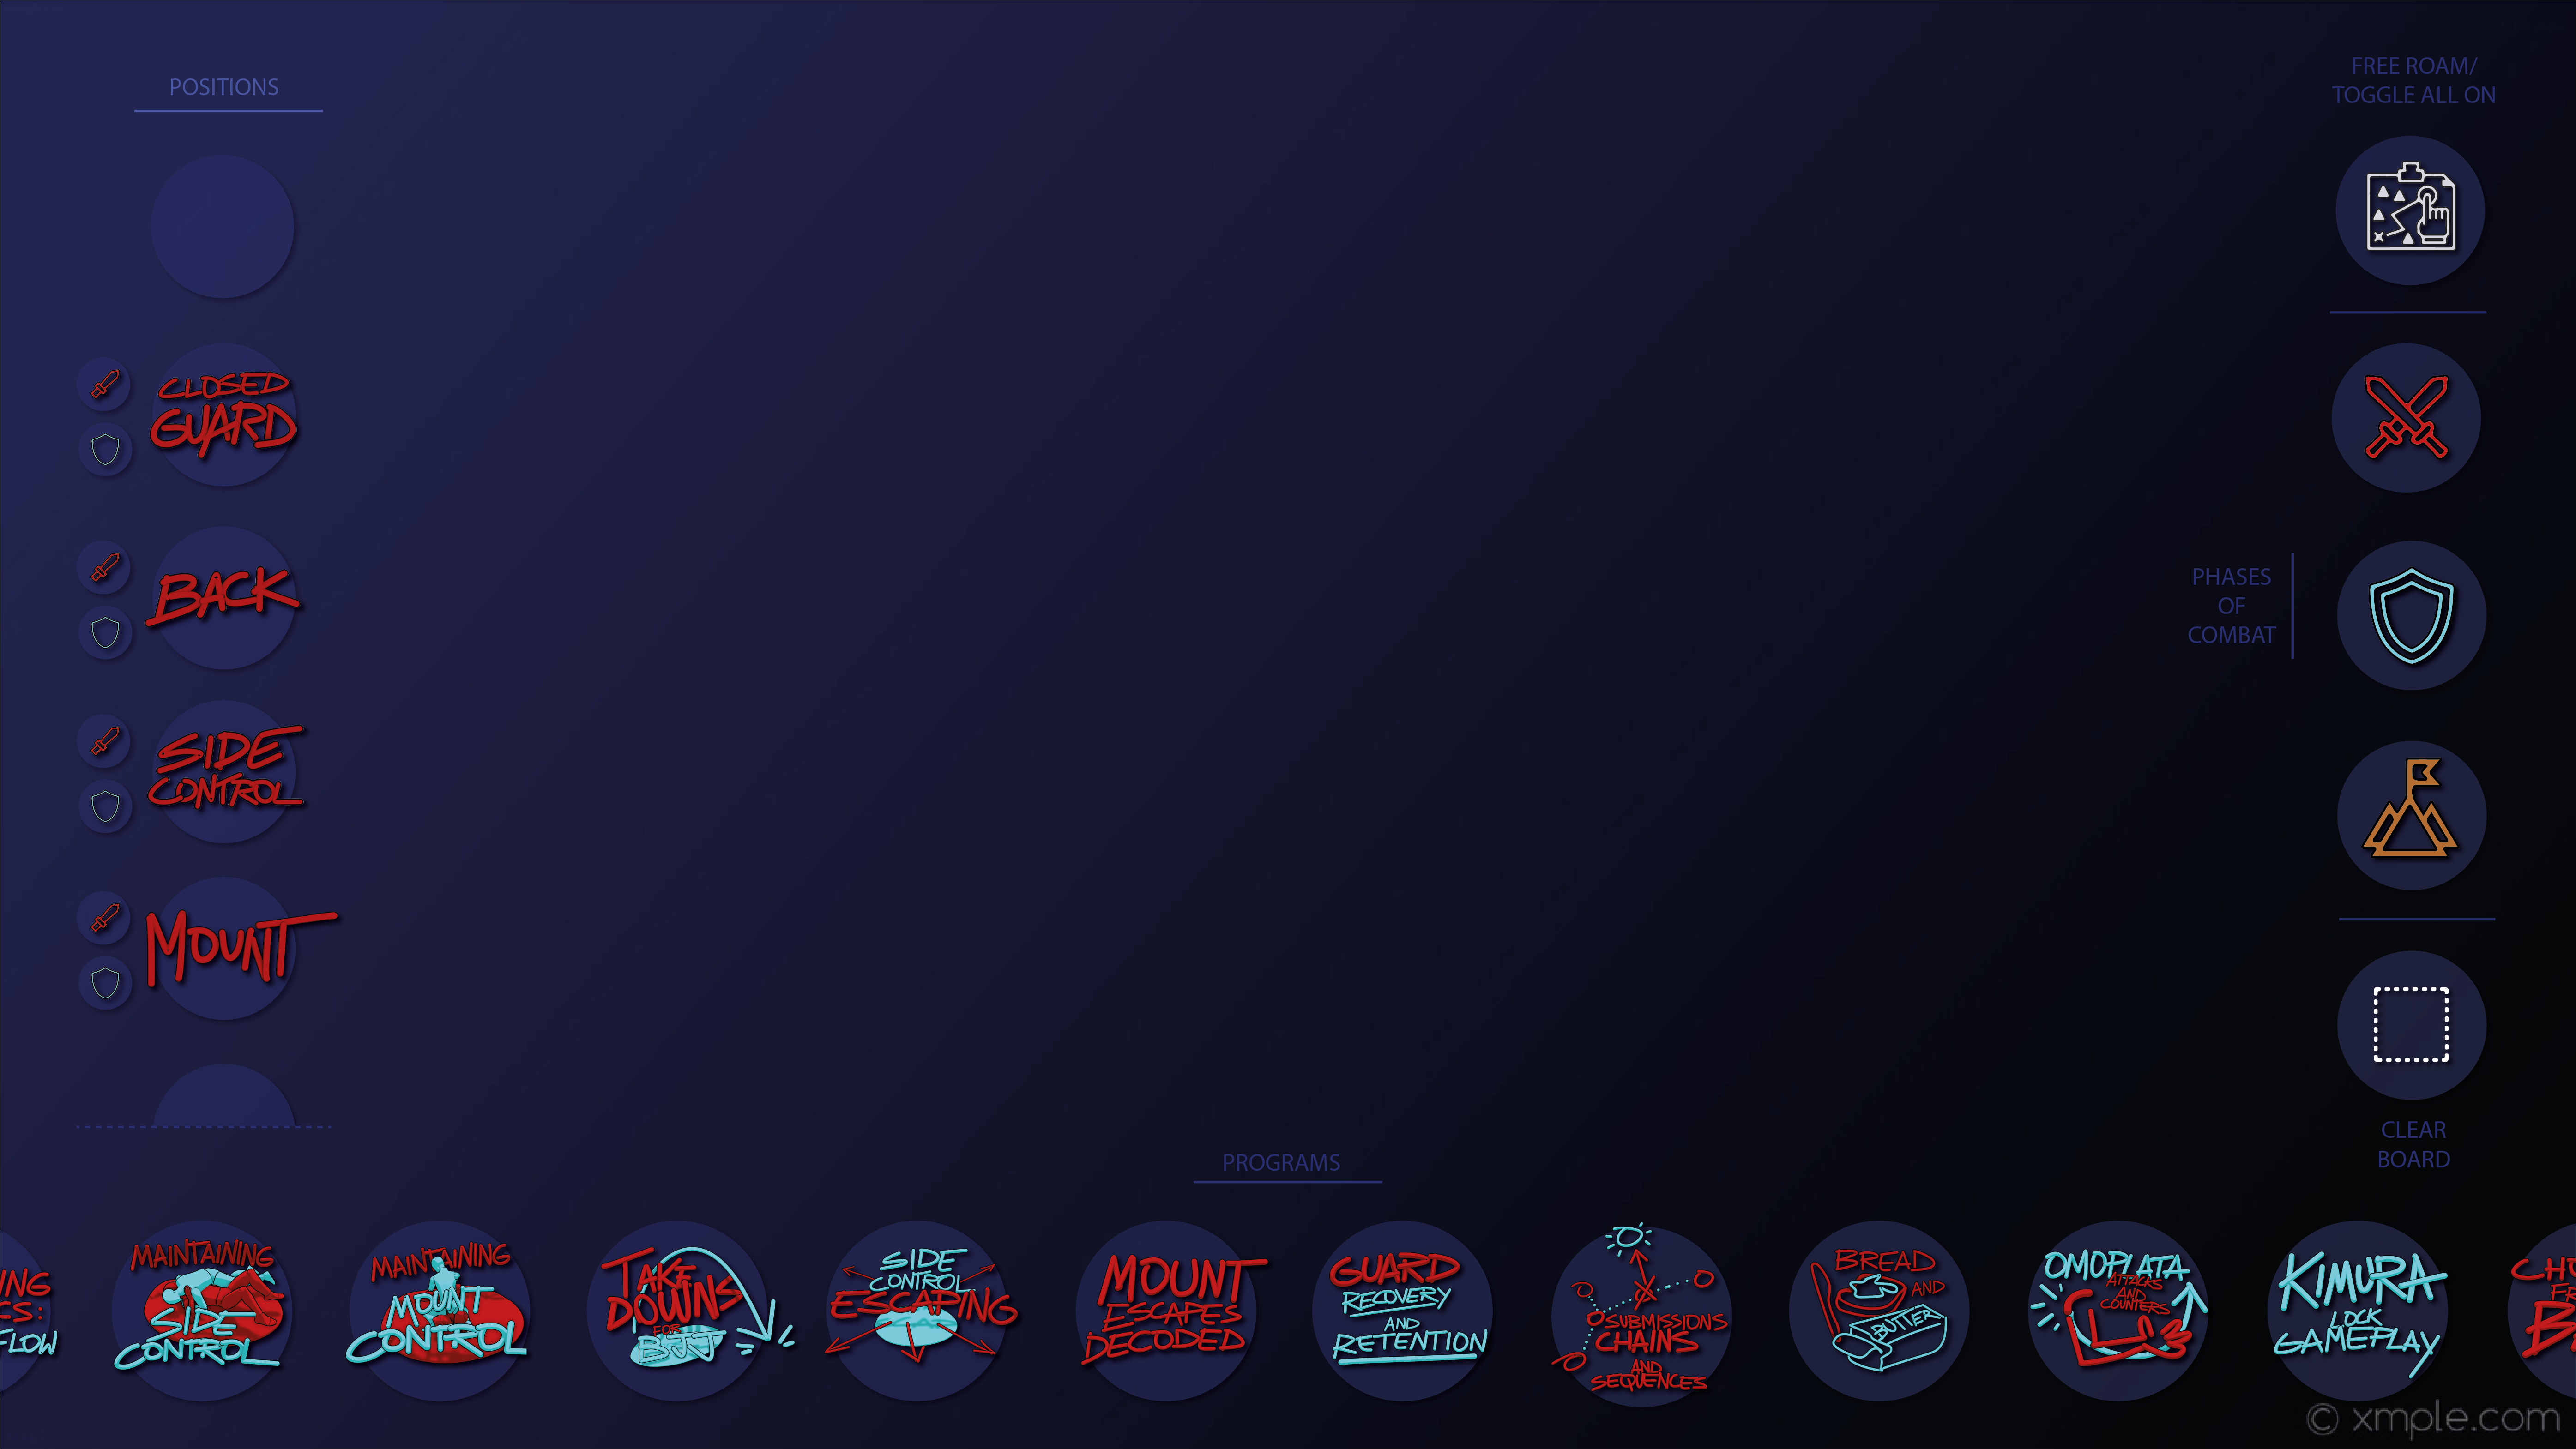 POSITIONS
FREE ROAM/
TOGGLE ALL ON
CLOSED
GUARD
BACK
SIDE
CONTROL
MOUNT
PHASES
OF
COMBAT
CLEAR
BOARD
PROGRAMS
MAINTAINING
SIDE
CONTROL
MAINTAINING
MOUNT
CONTROL
TAKE
DOWNS
FOR
BJJ
SIDE
CONTROL
ESCAPING
MOUNT
ESCAPES
DECODED
GUARD
RECOVERY
AND
RETENTION
SUBMISSIONS
CHAINS
AND
SEQUENCES
BREAD
AND
BUTTER
OMOPLATA
ATTACKS
AND
COUNTERS
KIMURA
LOCK
GAMEPLAY
© xmple.com